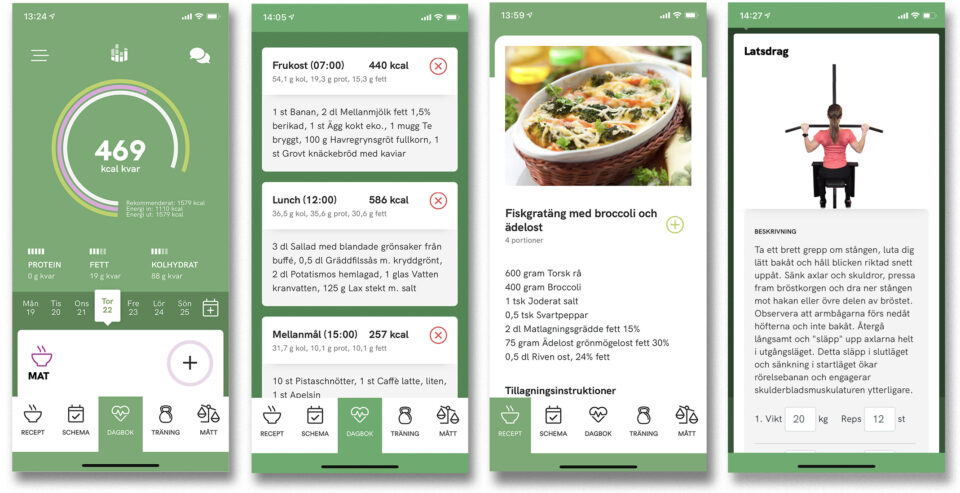 13:24
469
kcal kvar
Rekommenderat: 1579 kcal
Energi in: 1110 kcal
Energi ut: 1579 kcal
PROTEIN
0 g kvar
FETT
19 g kvar
KOLHYDRAT
88 g kvar
Mån
19
Tis
20
Ons
21
Tor
22
Fre
23
Lör
24
Sön
25
MAT
RECEPT
SCHEMA
DAGBOK
TRÄNING
MÅTT
14:05
Frukost (07:00) 440 kcal
54,1 g kol, 19,3 g prot, 15,3 g fett
1 st Banan, 2 dl Mellanmjölk fett 1,5%
berikad, 1 st Ägg kokt eko., 1 mugg Te
bryggt, 100 g Havregrynsgröt fullkorn, 1
st Grovt knäckebröd med kaviar
Lunch (12:00) 586 kcal
36,5 g kol, 35,6 g prot, 30,6 g fett
3 dl Sallad med blandade grönsaker från
buffé, 0,5 dl Gräddfilssås m. kryddgrönt,
2 dl Potatismos hemlagad, 1 glas Vatten
kranvatten, 125 g Lax stekt m. salt
Mellanmål (15:00) 257 kcal
31,7 g kol, 10,1 g prot, 10,1 g fett
10 st Pistaschnötter, 1 st Caffè latte, liten,
1 st Apelsin
RECEPT
SCHEMA
DAGBOK
TRÄNING
MÅTT
13:59
Fiskgratäng med broccoli och
ädelost
4 portioner
600 gram Torsk rå
400 gram Broccoli
1 tsk Joderat salt
0,5 tsk Svartpeppar
2 dl Matlagningsgrädde fett 15%
75 gram Ädelost grönmögelost fett 30%
0,5 dl Riven ost, 24% fett
Tillagningsinstruktioner
RECEPT
SCHEMA
DAGBOK
TRÄNING
MÅTT
14:27
Latsdrag
BESKRIVNING
Ta ett brett grepp om stången, luta dig
lätt bakåt och håll blicken riktad snett
uppåt. Sänk axlar och skuldror, pressa
fram bröstkorgen och dra ner stången
mot hakan eller övre delen av bröstet.
Observera att armbågarna förs nedåt
höfterna och inte bakåt. Återgå
långsamt och "släpp" upp axlarna helt
i utgångsläget. Detta släpp i slutläget
och sänkning i startläget ökar
rörelsebanan och engagerar
skulderbladsmuskulaturen ytterligare.
1. Vikt 20 kg Reps 12 st